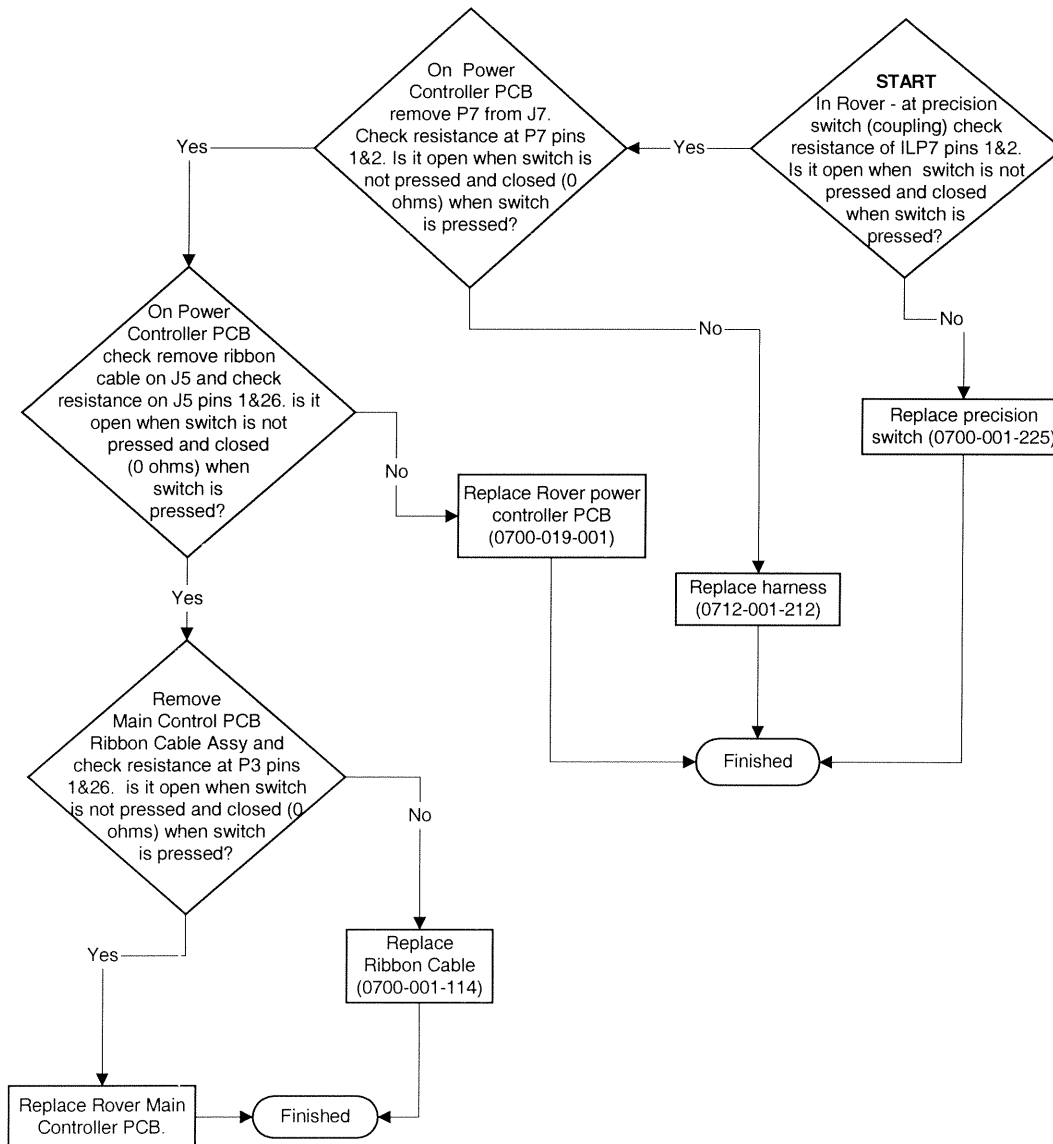 START
In Rover - at precision
switch (coupling) check
resistance of ILP7 pins 1&2.
Is it open when switch is not
pressed and closed
when switch is
pressed?
Yes
No
Replace precision
switch (0700-001-225)
On Power
Controller PCB
remove P7 from J7.
Check resistance at P7 pins
1&2. Is it open when switch is
not pressed and closed (0
ohms) when switch
is pressed?
Yes
No
Replace harness
(0712-001-212)
On Power
Controller PCB
check remove ribbon
cable on J5 and check
resistance on J5 pins 1&26. is it
open when switch is not
pressed and closed
(0 ohms) when
switch is
pressed?
No
Replace Rover power
controller PCB
(0700-019-001)
Finished
Yes
Remove
Main Control PCB
Ribbon Cable Assy and
check resistance at P3 pins
1&26. is it open when switch
is not pressed and closed (0
ohms) when switch
is pressed?
No
Replace
Ribbon Cable
(0700-001-114)
Yes
Replace Rover Main
Controller PCB.
Finished